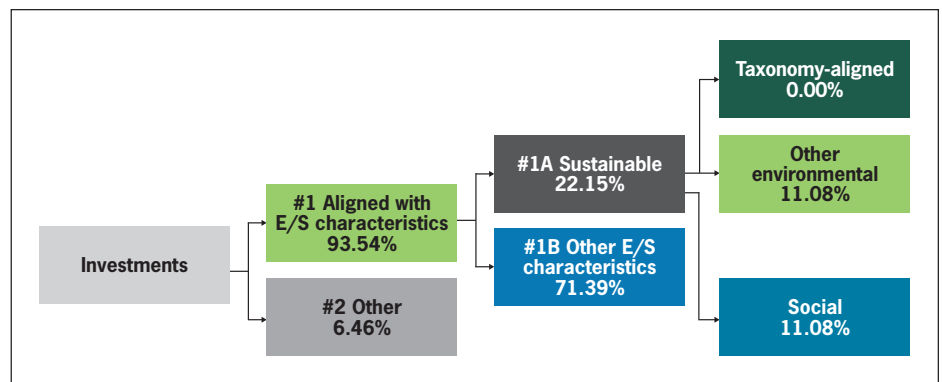 Investments
#1 Aligned with
E/S characteristics
93.54%
#2 Other
6.46%
#1A Sustainable
22.15%
#1B Other E/S
characteristics
71.39%
Taxonomy-aligned
0.00%
Other
environmental
11.08%
Social
11.08%